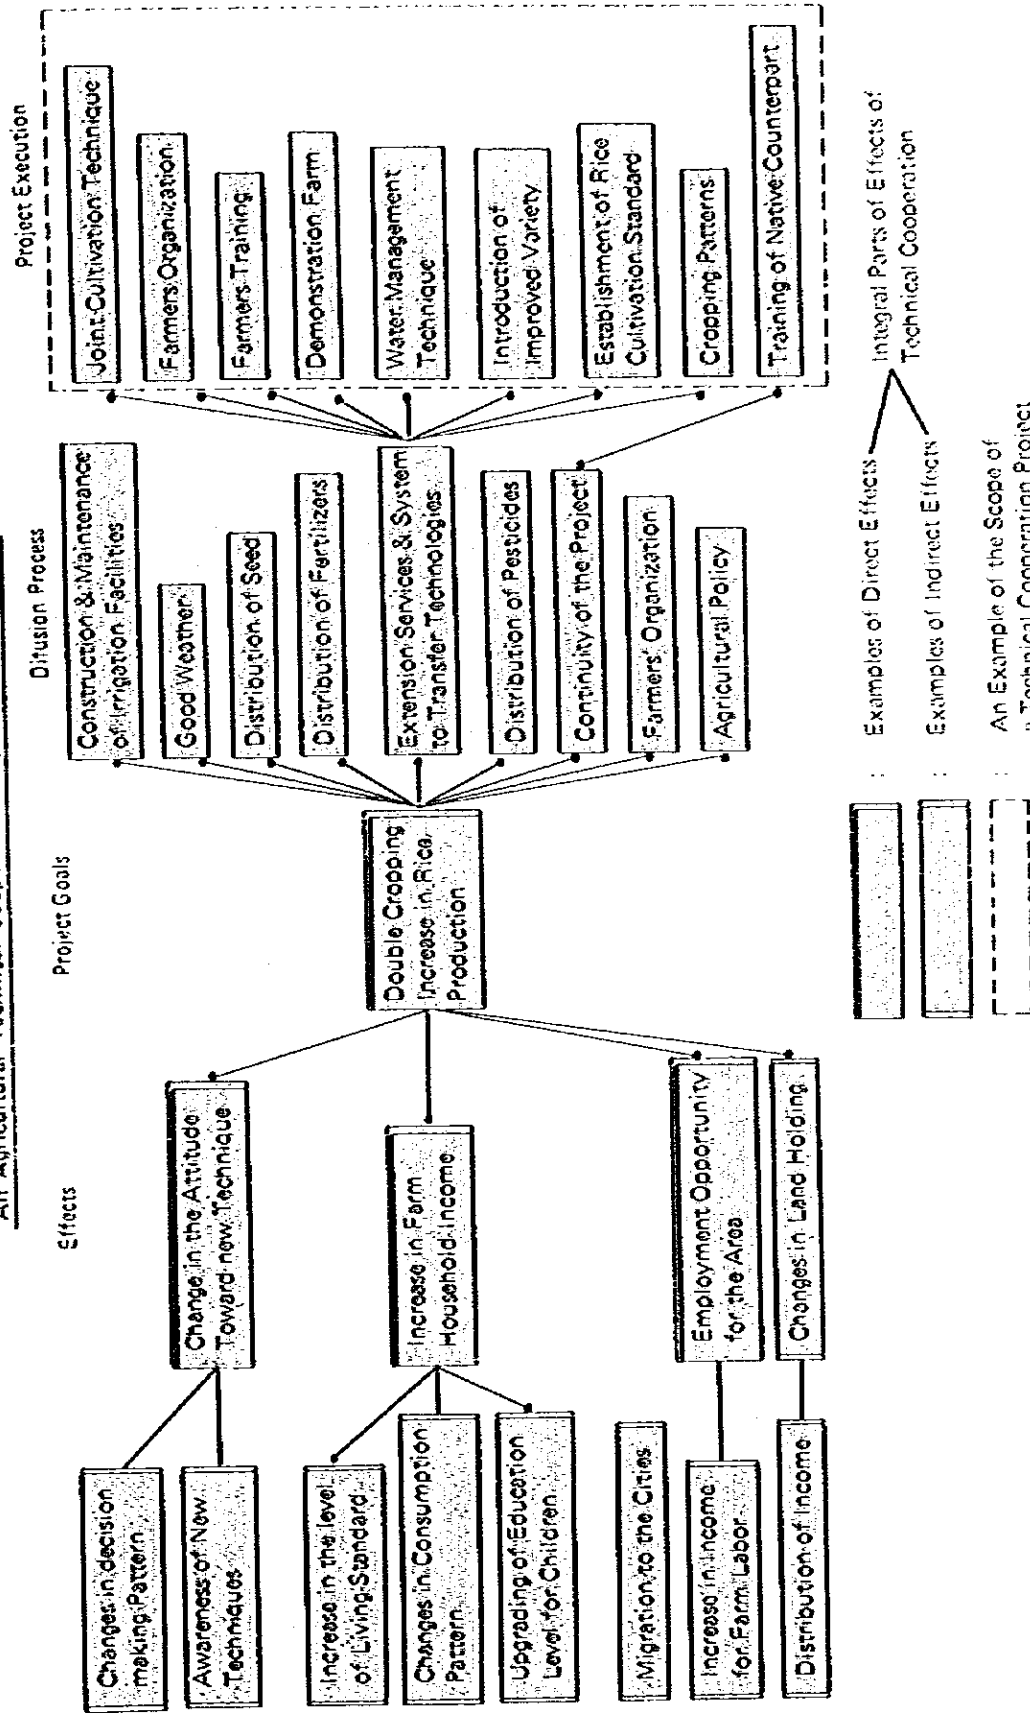 An Agricultural Technical
Effects
Project Goals
Difusion Process
Project Execution
Changes in decision
making Pattern
Awareness of New
Techniques
Increase in the level
of Living Standard
Changes in Consumption
Pattern
Upgrading of Education
Level for Children
Migration to the Cities
Increase in Income
for Farm Labor
Distribution of Income
Change in the Attitude
Toward new Technique
Increase in Farm
Household Income
Employment Opportunity
for the Area
Changes in Land Holding
Double Cropping
Increase in Rice
Production
Construction & Maintenance
of Irrigation Facilities
Good Weather
Distribution of Seed
Distribution of Fertilizers
Extension Services & System
to Transfer Technologies
Distribution of Pesticides
Continuity of the Project
Farmers' Organization
Agricultural Policy
Joint Cultivation Technique
Farmers Organization
Farmers Training
Demonstration Farm
Water Management
Technique
Introduction of
Improved Variety
Establishment of Rice
Cultivation Standard
Cropping Patterns
Training of Native Counterpart
: Examples of Direct Effects
: Examples of Indirect Effects
Integral Parts of Effects of
Technical Cooperation
: An Example of the Scope of
a Technical Cooperation Project